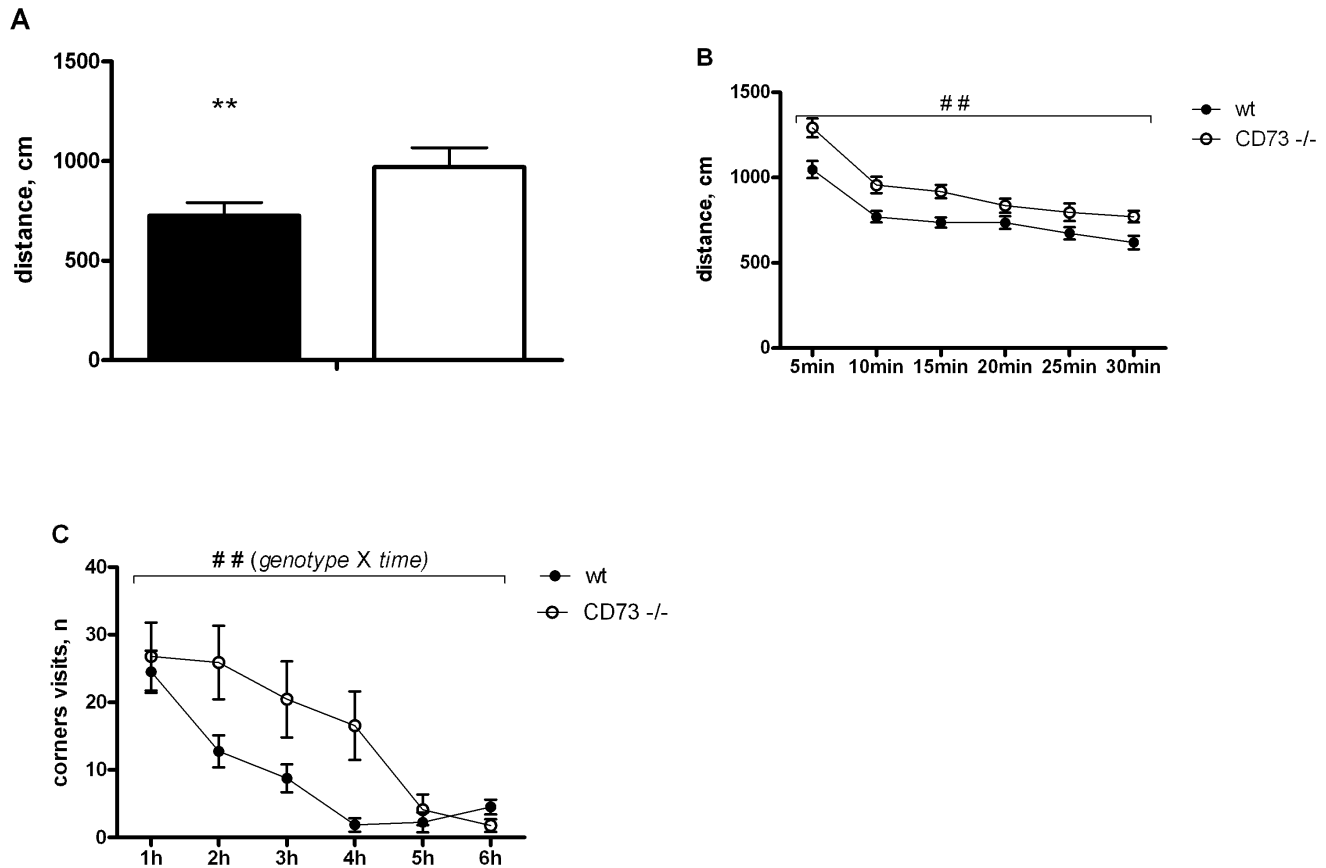 A
1500
1000
500
0
distance, cm
**
B
1500
1000
500
0
distance, cm
# #
wt
CD73 -/-
5min 10min 15min 20min 25min 30min
C
40
30
20
10
0
corners visits, n
# # (genotype X time)
wt
CD73 -/-
1h 2h 3h 4h 5h 6h